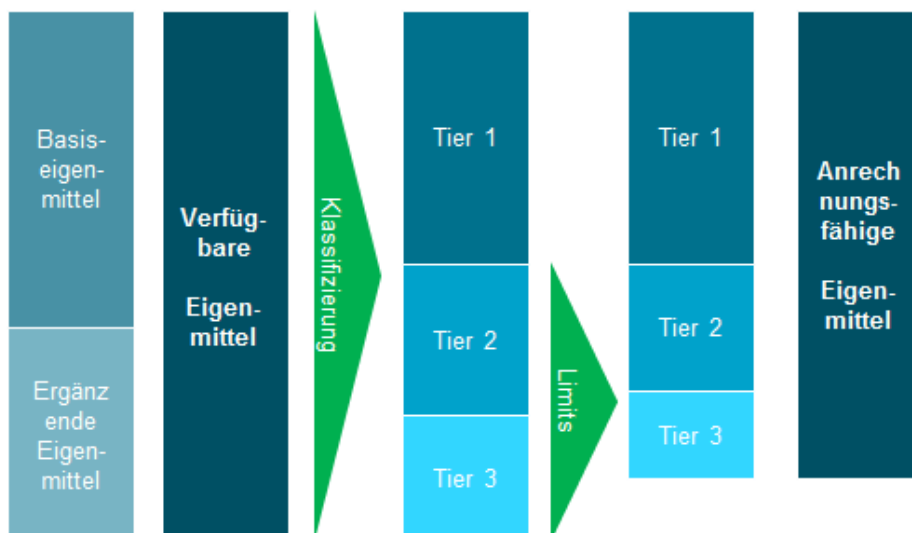 Basis-
eigen-
mittel
Ergänz
ende
Eigen-
mittel
Verfüg-
bare
Eigen-
mittel
Klassifizierung
Tier 1
Tier 2
Tier 3
Limits
Tier 1
Tier 2
Tier 3
Anrech
nungs-
fähige
Eigen-
mittel